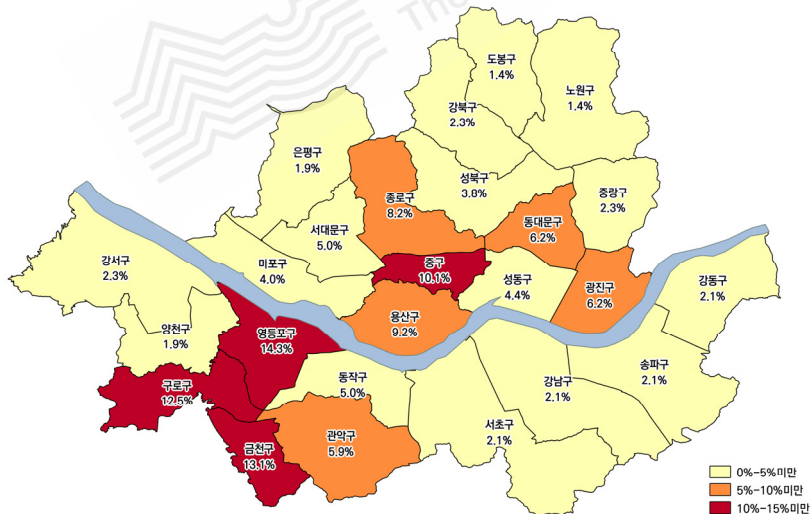 도봉구
1.4%
노원구
1.4%
강북구
2.3%
은평구
1.9%
성북구
3.8%
중랑구
2.3%
종로구
8.2%
동대문구
6.2%
서대문구
5.0%
강서구
2.3%
마포구
4.0%
중구
10.1%
성동구
4.4%
광진구
6.2%
강동구
2.1%
용산구
9.2%
양천구
1.9%
영등포구
14.3%
송파구
2.1%
구로구
12.5%
동작구
5.0%
강남구
2.1%
서초구
2.1%
관악구
5.9%
금천구
13.1%
0%-5%미만
5%-10%미만
10%-15%미만